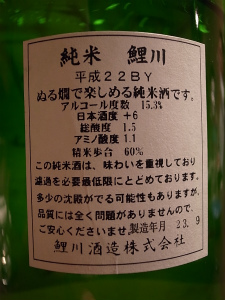 純米 鯉川
平成22BY
ぬる燗で楽しめる純米酒です。
アルコール度数 15.3%
日本酒度 +6
総酸度 1.5
アミノ酸度 1.1
精米歩合 60%
この純米酒は、味わいを重視しており
濾過を必要最低限にとどめております。
多少の沈殿がでる可能性もありますが、
品質には全く問題がありませんので、
ご安心くださいませ。製造年月 23.9
鯉川酒造株式会社